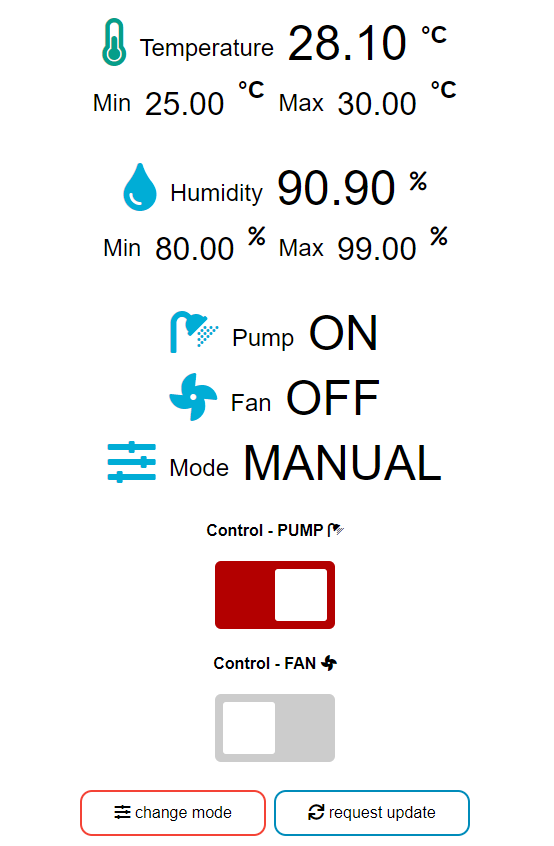 Temperature 28.10 °C
Min 25.00 °C Max 30.00 °C
Humidity 90.90 %
Min 80.00 % Max 99.00 %
Pump ON
Fan OFF
Mode MANUAL
Control - PUMP
Control - FAN
change mode request update